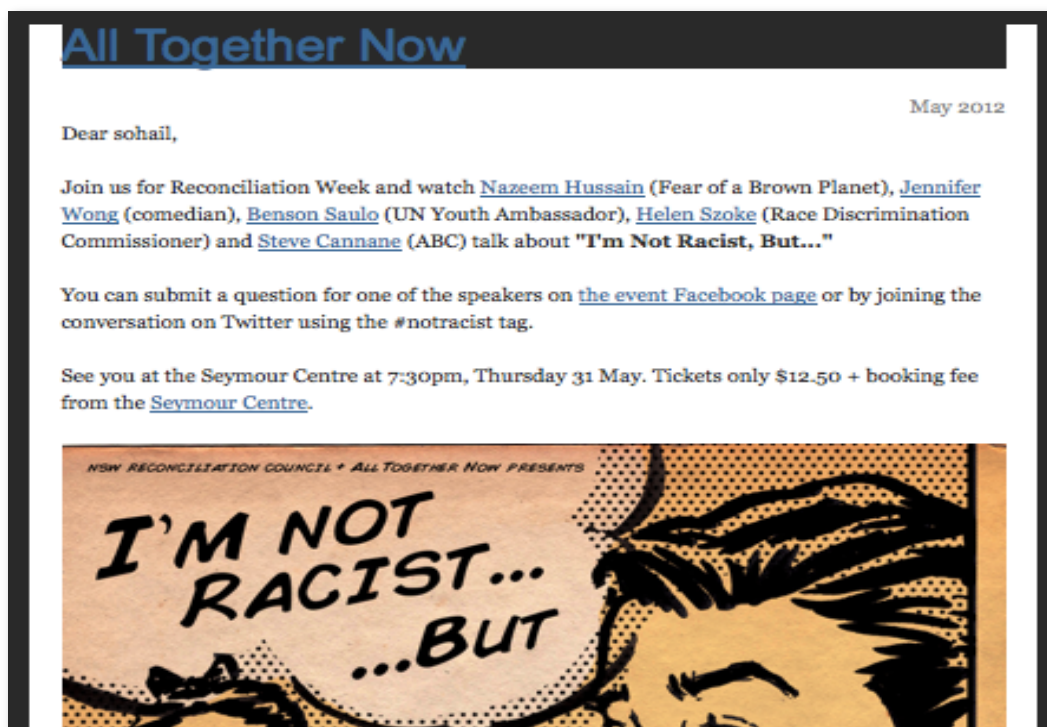 All Together Now
May 2012
Dear sohail,
Join us for Reconciliation Week and watch Nazeem Hussain (Fear of a Brown Planet), Jennifer
Wong (comedian), Benson Saulo (UN Youth Ambassador), Helen Szoke (Race Discrimination
Commissioner) and Steve Cannane (ABC) talk about "I'm Not Racist, But..."
You can submit a question for one of the speakers on the event Facebook page or by joining the
conversation on Twitter using the #notracist tag.
See you at the Seymour Centre at 7:30pm, Thursday 31 May. Tickets only $12.50 + booking fee
from the Seymour Centre.
NSW RECONCILIATION COUNCIL + ALL TOGETHER NOW PRESENTS
I'M NOT
RACIST...
...BUT